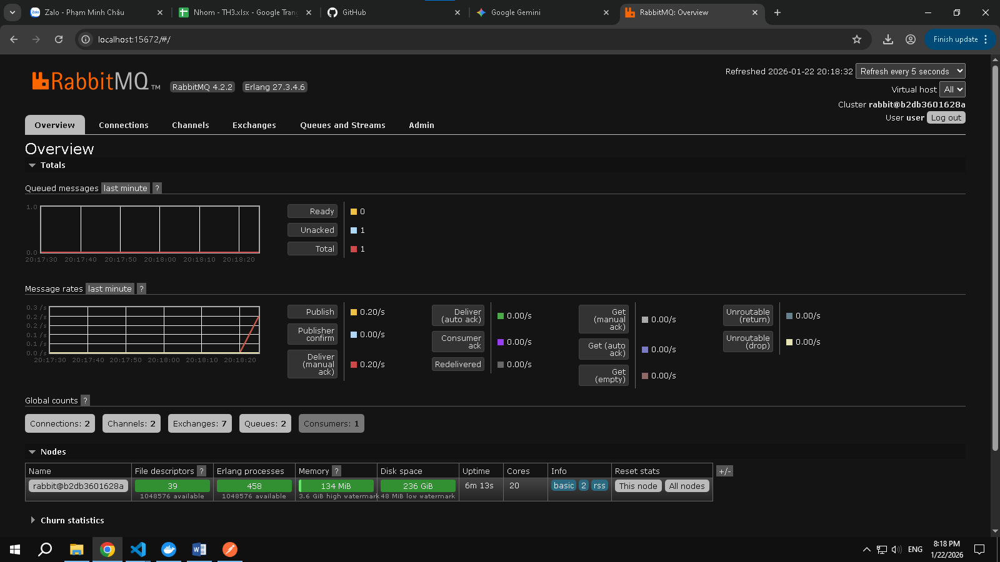 Zalo - Phạm Minh Châu
Nhom - TH3.xlsx - Google Tran
GitHub
Google Gemini
RabbitMQ: Overview
localhost:15672/#/
Finish update
RabbitMQ TM
RabbitMQ 4.2.2
Erlang 27.3.4.6
Refreshed 2026-01-22 20:18:32
Refresh every 5 seconds
Virtual host All
Cluster rabbit@b2db3601628a
User user Log out
Overview
Connections
Channels
Exchanges
Queues and Streams
Admin
Overview
Totals
Queued messages last minute ?
1.0
0.0
20:17:30 20:17:40 20:17:50 20:18:00 20:18:10 20:18:20
Ready 0
Unacked 1
Total 1
Message rates last minute ?
0.3 /s
0.2 /s
0.2 /s
0.1 /s
0.1 /s
0.0 /s
20:17:30 20:17:40 20:17:50 20:18:00 20:18:10 20:18:20
Publish 0.20/s
Publisher
confirm 0.00/s
Deliver
(manual
ack) 0.20/s
Deliver
(auto ack) 0.00/s
Consumer
ack 0.00/s
Redelivered 0.00/s
Get
(manual
ack) 0.00/s
Get (auto
ack) 0.00/s
Get
(empty) 0.00/s
Unroutable
(return) 0.00/s
Unroutable
(drop) 0.00/s
Global counts ?
Connections: 2
Channels: 2
Exchanges: 7
Queues: 2
Consumers: 1
Nodes
Name File descriptors ? Erlang processes Memory ? Disk space Uptime Cores Info Reset stats +/-
rabbit@b2db3601628a 39 458 134 MiB 236 GiB 6m 13s 20 basic 2 rss This node All nodes
1048576 available 1048576 available 3.6 GiB high watermark 48 MiB low watermark
Churn statistics
ENG
8:18 PM
1/22/2026